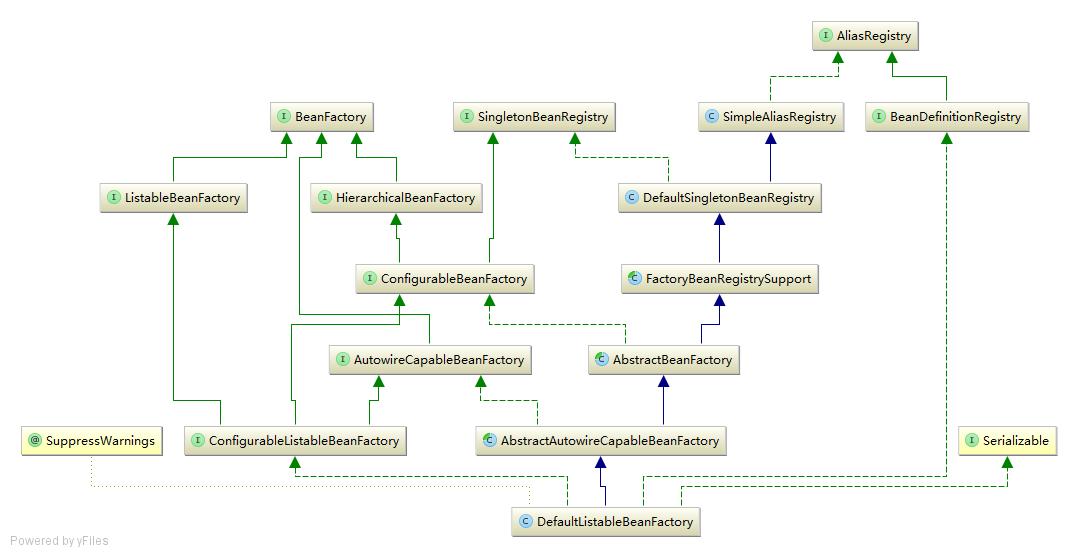 I AliasRegistry
I BeanFactory
I SingletonBeanRegistry
C SimpleAliasRegistry
I BeanDefinitionRegistry
I ListableBeanFactory
I HierarchicalBeanFactory
C DefaultSingletonBeanRegistry
I ConfigurableBeanFactory
C FactoryBeanRegistrySupport
I AutowireCapableBeanFactory
C AbstractBeanFactory
@ SuppressWarnings
I ConfigurableListableBeanFactory
C AbstractAutowireCapableBeanFactory
I Serializable
C DefaultListableBeanFactory
Powered by yFiles